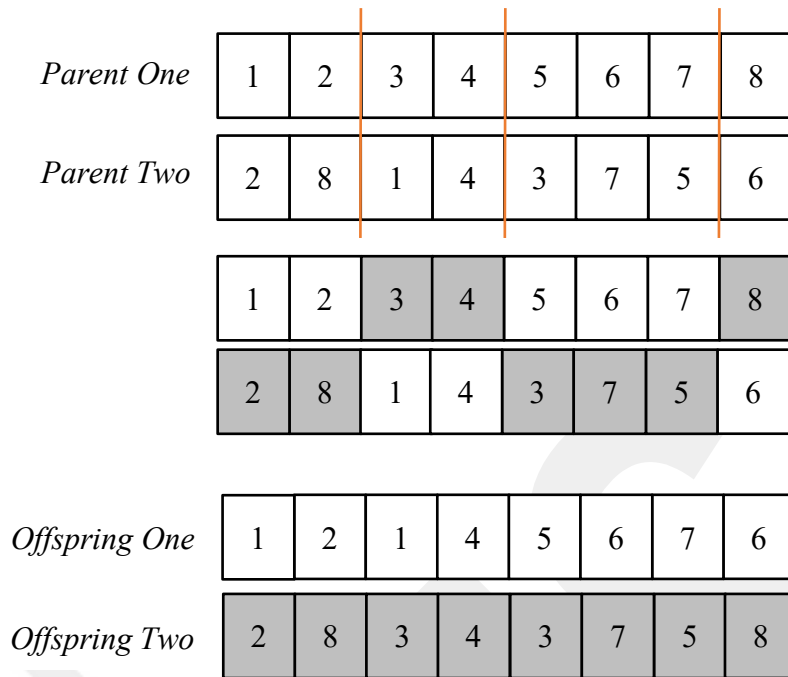 Parent One 1 2 3 4 5 6 7 8
Parent Two 2 8 1 4 3 7 5 6
1 2 3 4 5 6 7 8
2 8 1 4 3 7 5 6
Offspring One 1 2 1 4 5 6 7 6
Offspring Two 2 8 3 4 3 7 5 8